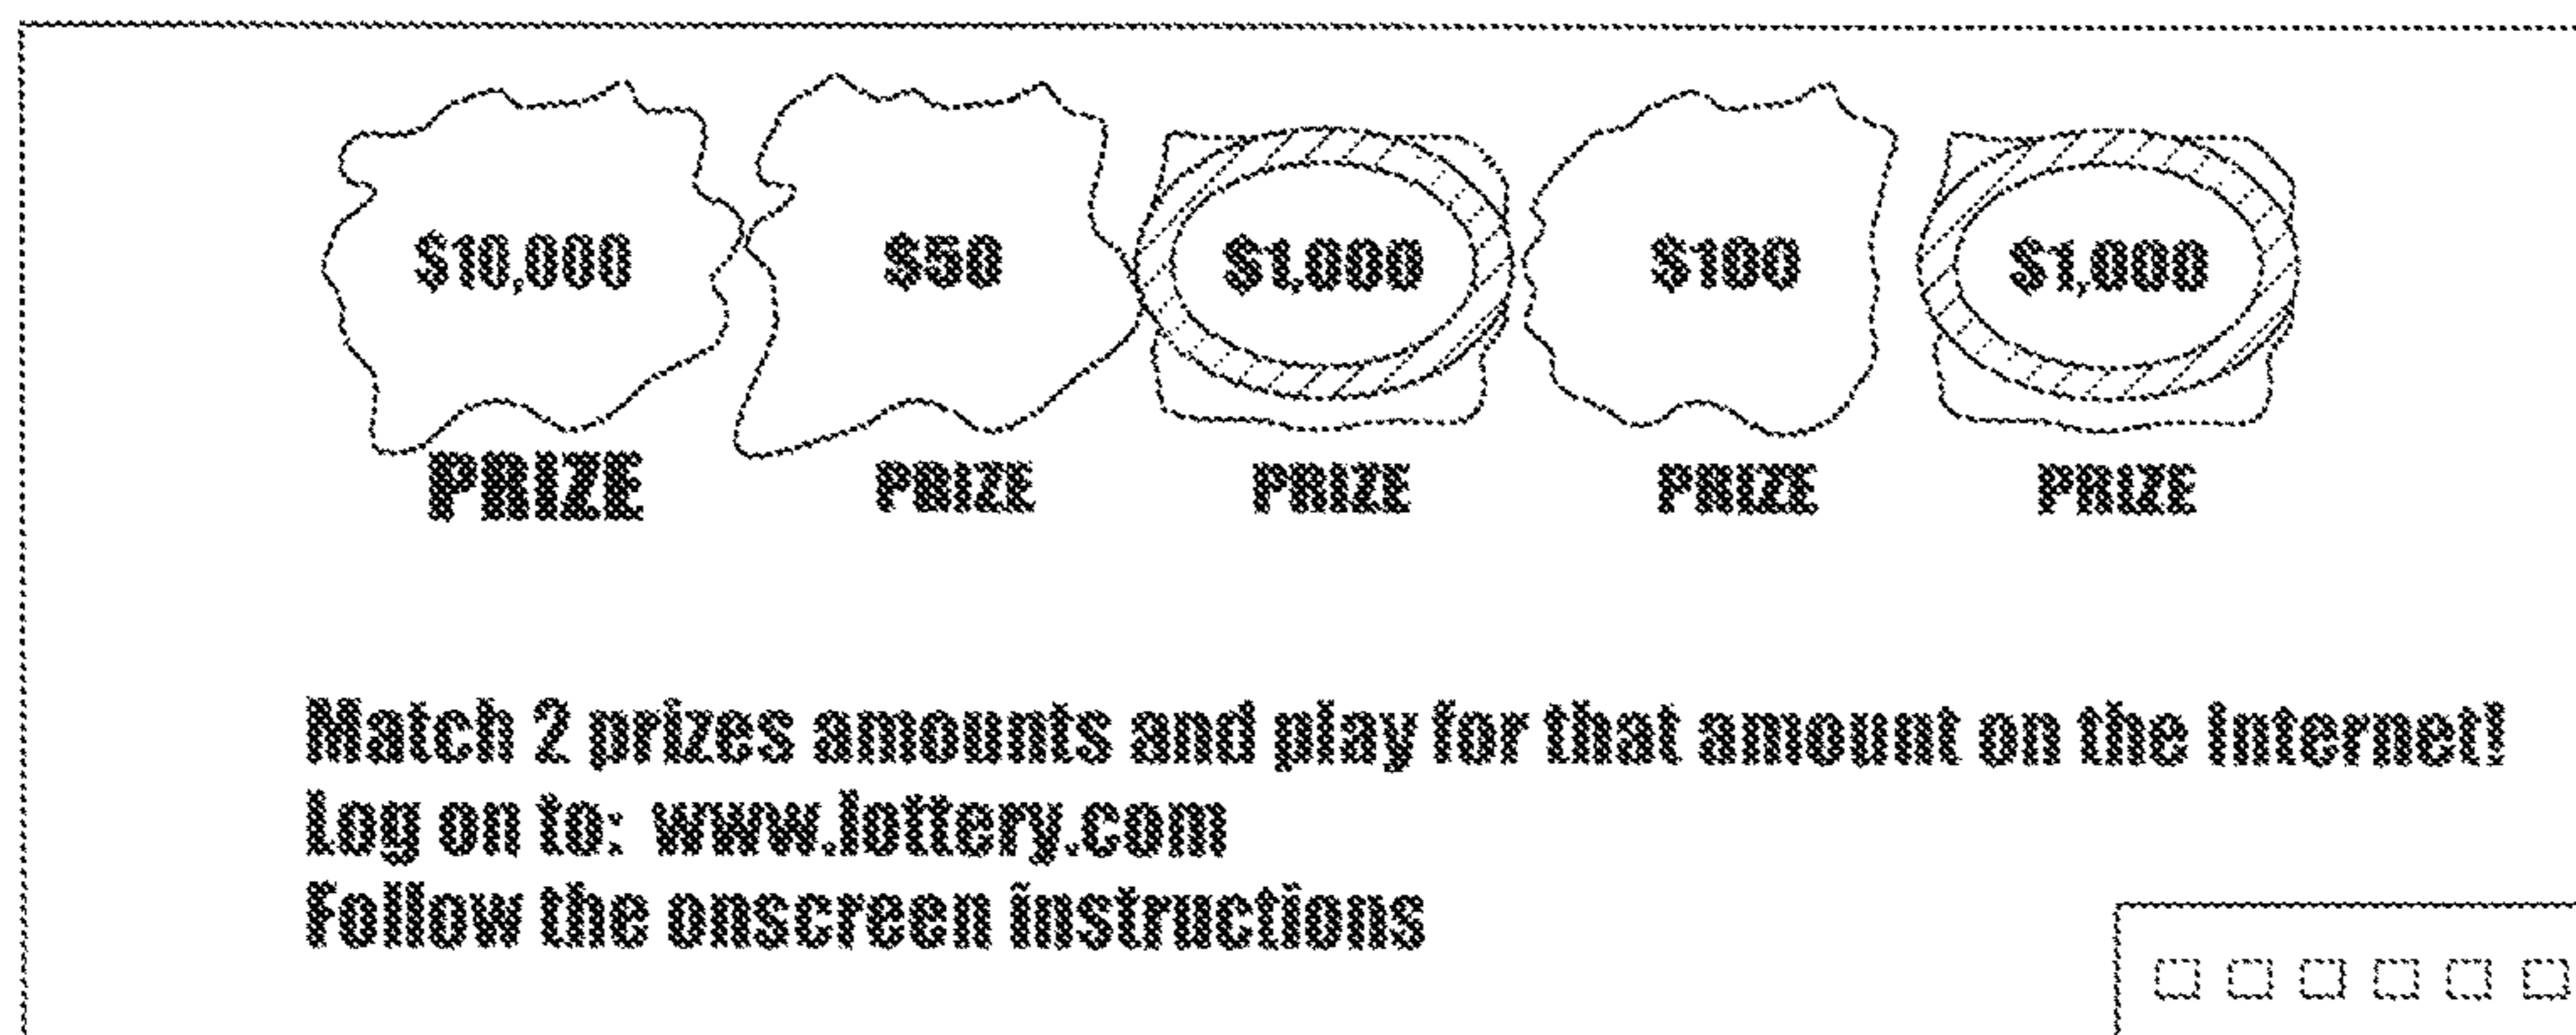 $10,000 $50 $1,000 $100 $1,000
PRIZE PRIZE PRIZE PRIZE PRIZE
Match 2 prizes amounts and play for that amount on the Internet!
Log on to: www.lottery.com
Follow the onscreen instructions